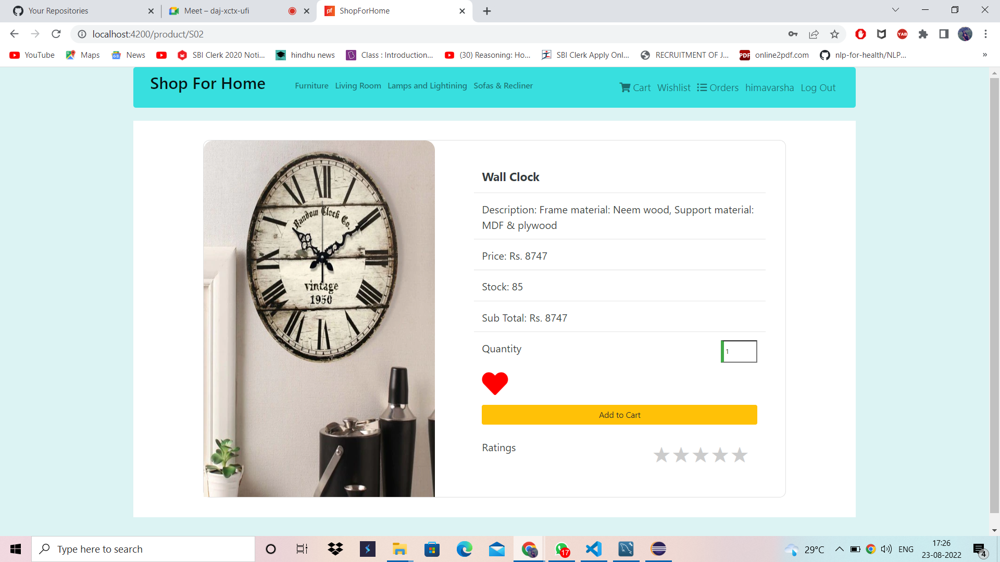 Your Repositories
Meet – daj-xctx-ufi
pf ShopForHome
localhost:4200/product/S02
YAB
YouTube
Maps
News
SBI Clerk 2020 Noti...
hindhu news
Class : Introduction...
(30) Reasoning: Ho...
SBI Clerk Apply Onl...
RECRUITMENT OF J...
PDF online2pdf.com
nlp-for-health/NLP...
»
Shop For Home
Furniture Living Room Lamps and Lightining Sofas & Recliner
Cart Wishlist Orders himavarsha Log Out
Random Clock Co.
vintage
1950
Wall Clock
Description: Frame material: Neem wood, Support material:
MDF & plywood
Price: Rs. 8747
Stock: 85
Sub Total: Rs. 8747
Quantity
1
Add to Cart
Ratings
Type here to search
17
29°C
ENG
17:26
23-08-2022
4